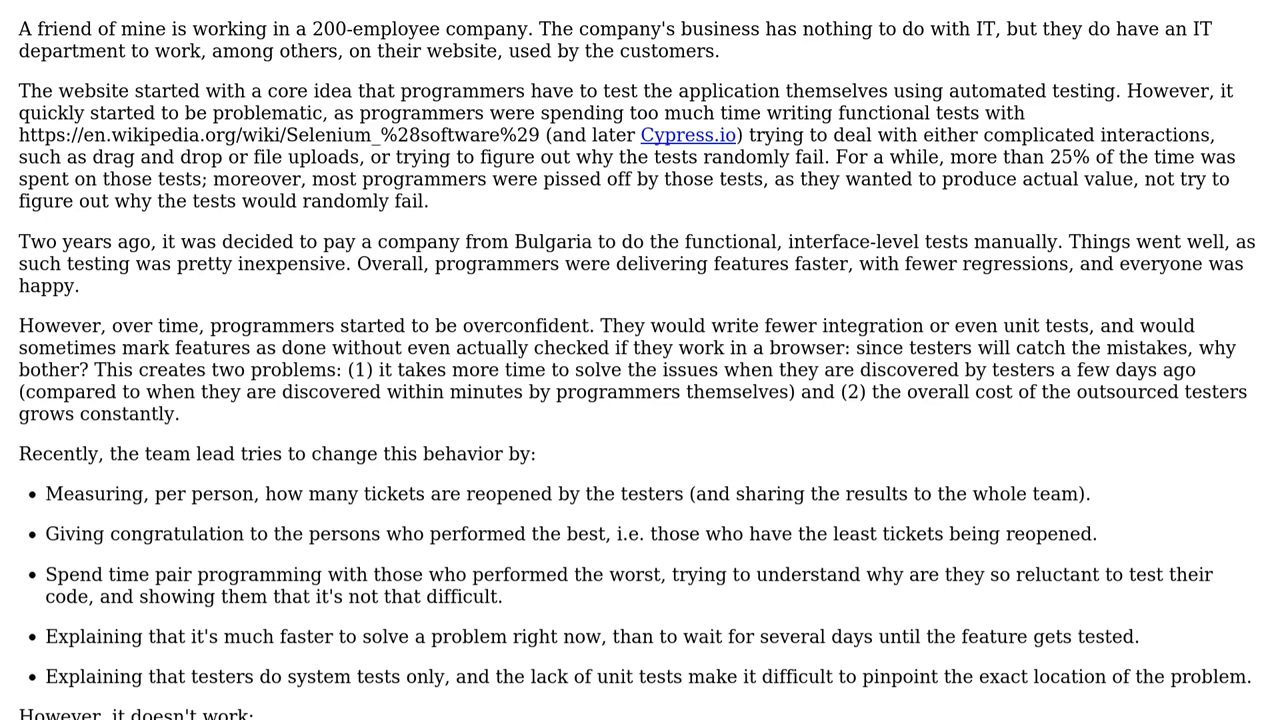 A friend of mine is working in a 200-employee company. The company's business has nothing to do with IT, but they do have an IT
department to work, among others, on their website, used by the customers.
The website started with a core idea that programmers have to test the application themselves using automated testing. However, it
quickly started to be problematic, as programmers were spending too much time writing functional tests with
https://en.wikipedia.org/wiki/Selenium_%28software%29 (and later Cypress.io) trying to deal with either complicated interactions,
such as drag and drop or file uploads, or trying to figure out why the tests randomly fail. For a while, more than 25% of the time was
spent on those tests; moreover, most programmers were pissed off by those tests, as they wanted to produce actual value, not try to
figure out why the tests would randomly fail.
Two years ago, it was decided to pay a company from Bulgaria to do the functional, interface-level tests manually. Things went well, as
such testing was pretty inexpensive. Overall, programmers were delivering features faster, with fewer regressions, and everyone was
happy.
However, over time, programmers started to be overconfident. They would write fewer integration or even unit tests, and would
sometimes mark features as done without even actually checked if they work in a browser: since testers will catch the mistakes, why
bother? This creates two problems: (1) it takes more time to solve the issues when they are discovered by testers a few days ago
(compared to when they are discovered within minutes by programmers themselves) and (2) the overall cost of the outsourced testers
grows constantly.
Recently, the team lead tries to change this behavior by:
• Measuring, per person, how many tickets are reopened by the testers (and sharing the results to the whole team).
• Giving congratulation to the persons who performed the best, i.e. those who have the least tickets being reopened.
• Spend time pair programming with those who performed the worst, trying to understand why are they so reluctant to test their
code, and showing them that it's not that difficult.
• Explaining that it's much faster to solve a problem right now, than to wait for several days until the feature gets tested.
• Explaining that testers do system tests only, and the lack of unit tests make it difficult to pinpoint the exact location of the problem.
However, it doesn't work: